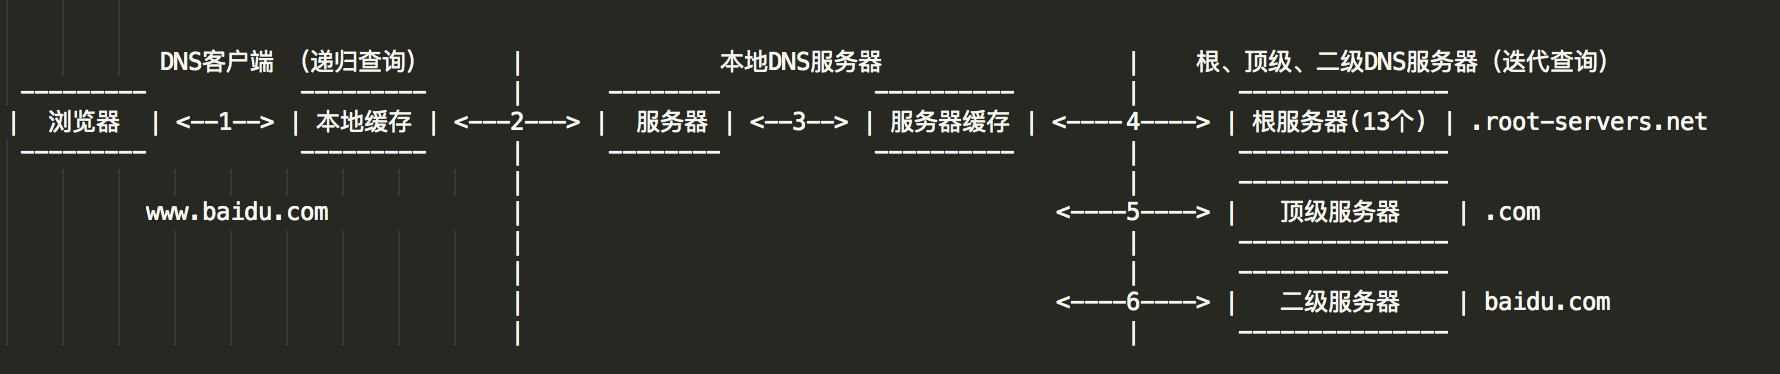 DNS客户端 （递归查询） | 本地DNS服务器 | 根、顶级、二级DNS服务器（迭代查询）
--------- --------- | -------- ---------- | ---------------
| 浏览器 | <--1--> | 本地缓存 | <---2---> | 服务器 | <--3--> | 服务器缓存 | <----4----> | 根服务器(13个) | .root-servers.net
--------- --------- | -------- ---------- | ---------------
| | ---------------
www.baidu.com | <----5----> | 顶级服务器 | .com
| | ---------------
| | ---------------
| <----6----> | 二级服务器 | baidu.com
| | ---------------